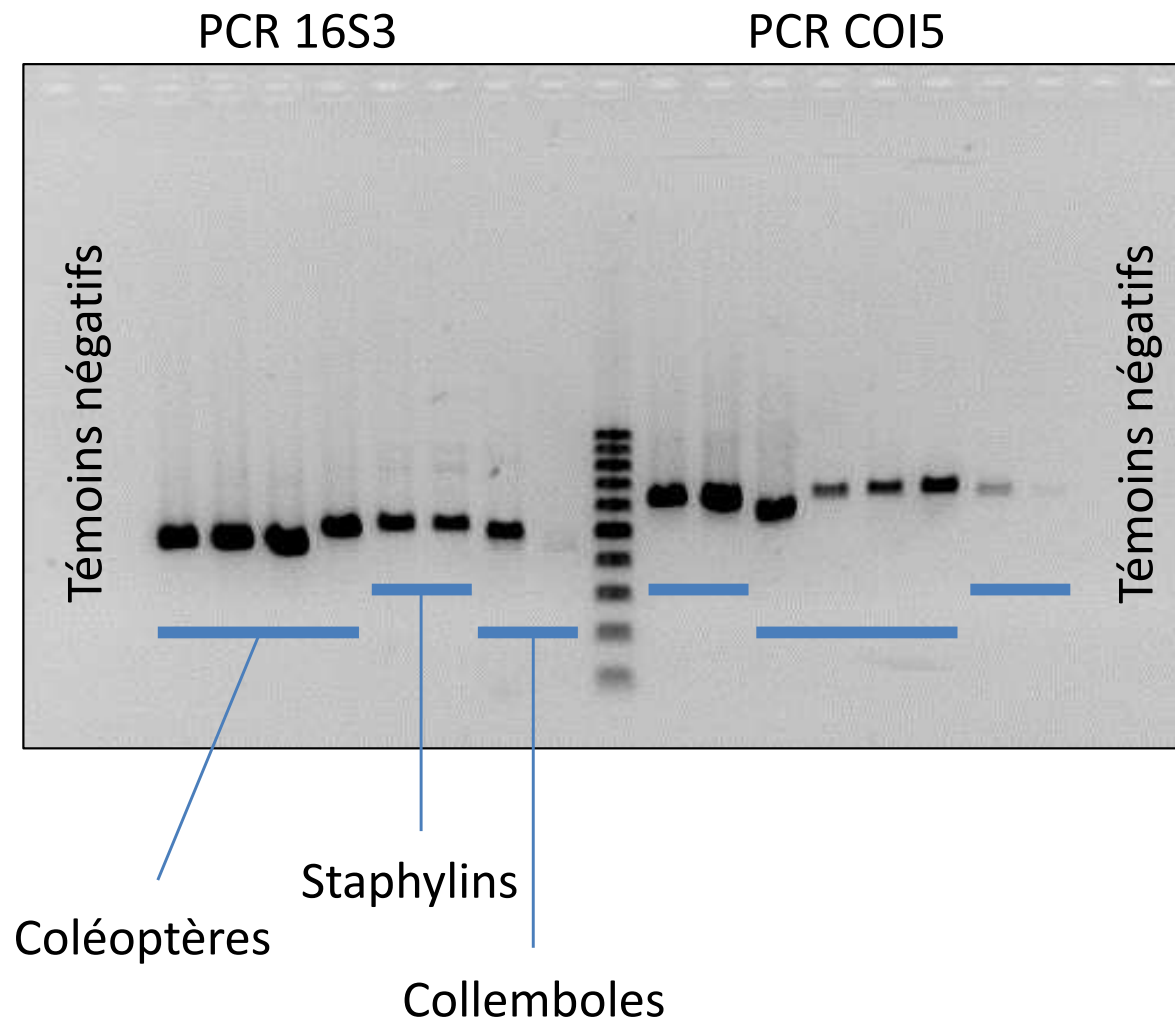 PCR 16S3
PCR COI5
Témoins négatifs
Témoins négatifs
Staphylins
Coléoptères
Collemboles